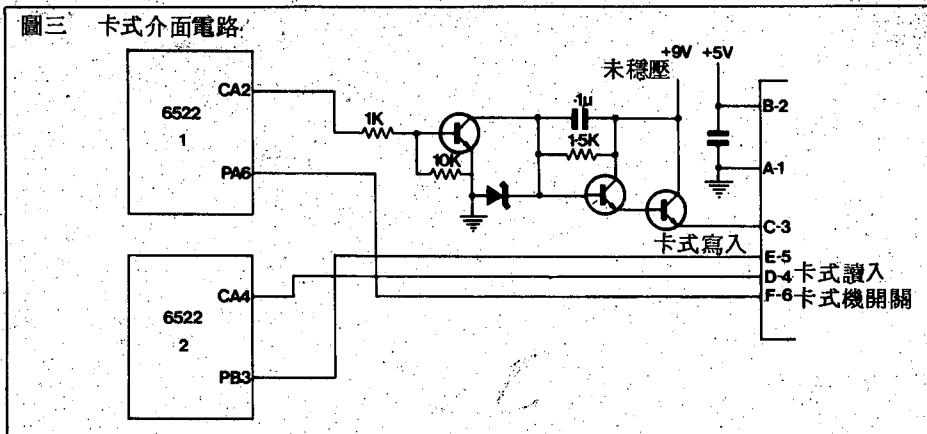 圖三 卡式介面電路
+9V +5V
未穩壓
CA2
6522
1
PA6
1K
10K
.1μ
1·5K
B-2
A-1
C-3
卡式寫入
E-5
D-4 卡式讀入
F-6 卡式機開關
CA4
6522
2
PB3